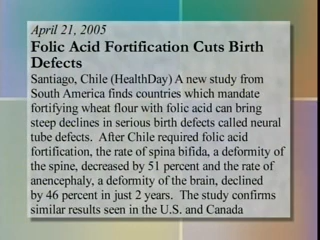 April 21, 2005
Folic Acid Fortification Cuts Birth
Defects
Santiago, Chile (HealthDay) A new study from
South America finds countries which mandate
fortifying wheat flour with folic acid can bring
steep declines in serious birth defects called neural
tube defects.  After Chile required folic acid
fortification, the rate of spina bifida, a deformity of
the spine, decreased by 51 percent and the rate of
anencephaly, a deformity of the brain, declined
by 46 percent in just 2 years.  The study confirms
similar results seen in the U.S. and Canada